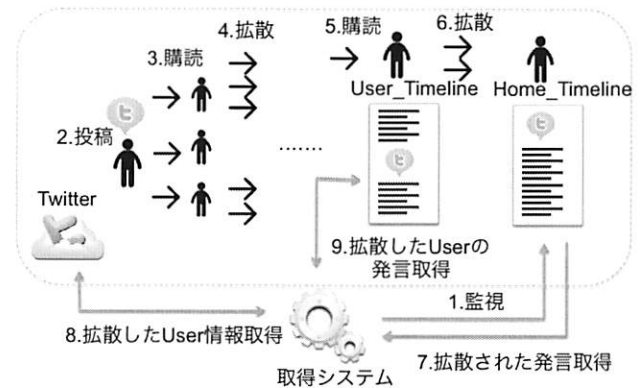 4.拡散
5.購読
6.拡散
3.購読
User_Timeline
Home_Timeline
2.投稿
.......
Twitter
9.拡散したUserの
発言取得
1.監視
8.拡散したUser情報取得
7.拡散された発言取得
取得システム